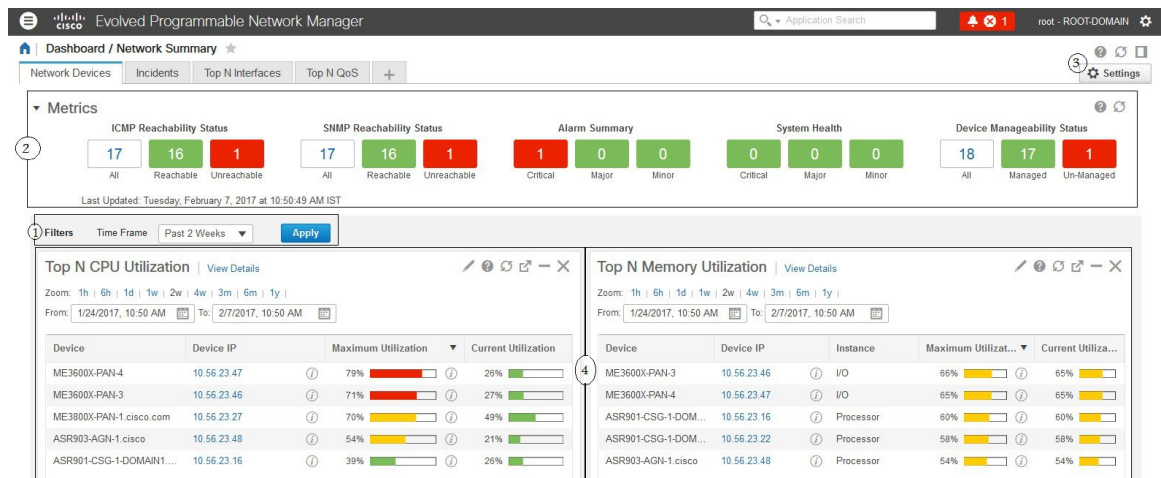 cisco Evolved Programmable Network Manager Application Search 1 root - ROOT-DOMAIN
Dashboard / Network Summary
Network Devices Incidents Top N Interfaces Top N QoS + 3 Settings
Metrics
ICMP Reachability Status SNMP Reachability Status Alarm Summary System Health Device Manageability Status
2
17 16 1 17 16 1 1 0 0 0 0 0 18 17 1
All Reachable Unreachable All Reachable Unreachable Critical Major Minor Critical Major Minor All Managed Un-Managed
Last Updated: Tuesday, February 7, 2017 at 10:50:49 AM IST
1 Filters Time Frame Past 2 Weeks Apply
Top N CPU Utilization | View Details
Zoom: 1h | 6h | 1d | 1w | 2w | 4w | 3m | 6m | 1y |
From: 1/24/2017, 10:50 AM To: 2/7/2017, 10:50 AM
Device Device IP Maximum Utilization Current Utilization
ME3600X-PAN-4 10.56.23.47 79% 26%
ME3600X-PAN-3 10.56.23.46 71% 27%
ME3800X-PAN-1.cisco.com 10.56.23.27 70% 49%
ASR903-AGN-1.cisco 10.56.23.48 54% 21%
ASR901-CSG-1-DOMAIN1.... 10.56.23.16 39% 26%
4
Top N Memory Utilization | View Details
Zoom: 1h | 6h | 1d | 1w | 2w | 4w | 3m | 6m | 1y |
From: 1/24/2017, 10:50 AM To: 2/7/2017, 10:50 AM
Device Device IP Instance Maximum Utilizat... Current Utiliza...
ME3600X-PAN-3 10.56.23.46 I/O 66% 65%
ME3600X-PAN-4 10.56.23.47 I/O 65% 65%
ASR901-CSG-1-DOM... 10.56.23.16 Processor 60% 60%
ASR901-CSG-1-DOM... 10.56.23.22 Processor 58% 58%
ASR903-AGN-1.cisco 10.56.23.48 Processor 54% 54%